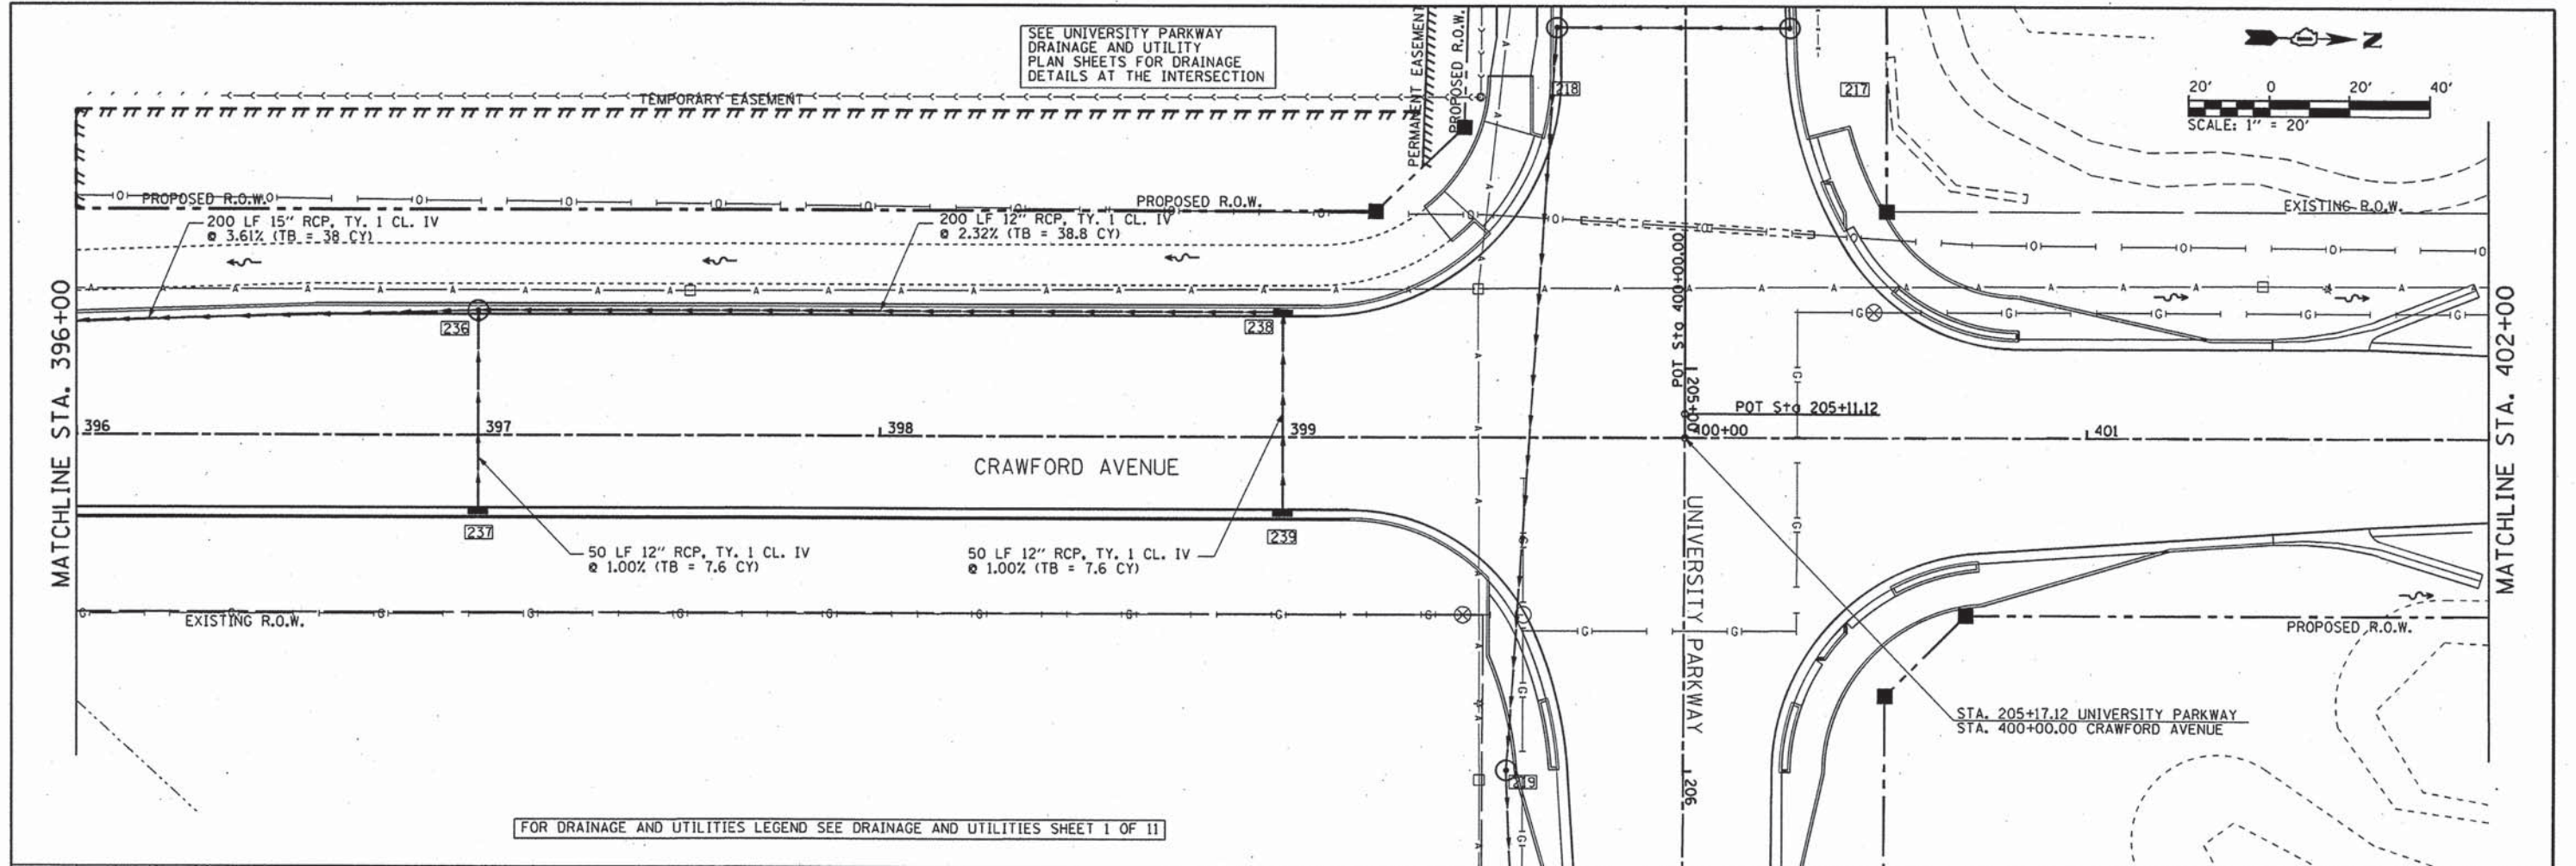 SEE UNIVERSITY PARKWAY
DRAINAGE AND UTILITY
PLAN SHEETS FOR DRAINAGE
DETAILS AT THE INTERSECTION
TEMPORARY EASEMENT
PERMANENT EASEMENT
PROPOSED R.O.W.
218
217
N
20' 0 20' 40'
SCALE: 1" = 20'
PROPOSED R.O.W.
200 LF 15" RCP, TY. 1 CL. IV
@ 3.61% (TB = 38 CY)
PROPOSED R.O.W.
200 LF 12" RCP, TY. 1 CL. IV
@ 2.32% (TB = 38.8 CY)
EXISTING R.O.W.
MATCHLINE STA. 396+00
236
238
POT Sta 400+00.00
205+00
POT Sta 205+11.12
MATCHLINE STA. 402+00
396
397
398
399
400+00
401
CRAWFORD AVENUE
237
239
50 LF 12" RCP, TY. 1 CL. IV
@ 1.00% (TB = 7.6 CY)
50 LF 12" RCP, TY. 1 CL. IV
@ 1.00% (TB = 7.6 CY)
UNIVERSITY PARKWAY
EXISTING R.O.W.
PROPOSED R.O.W.
STA. 205+17.12 UNIVERSITY PARKWAY
STA. 400+00.00 CRAWFORD AVENUE
219
206
FOR DRAINAGE AND UTILITIES LEGEND SEE DRAINAGE AND UTILITIES SHEET 1 OF 11